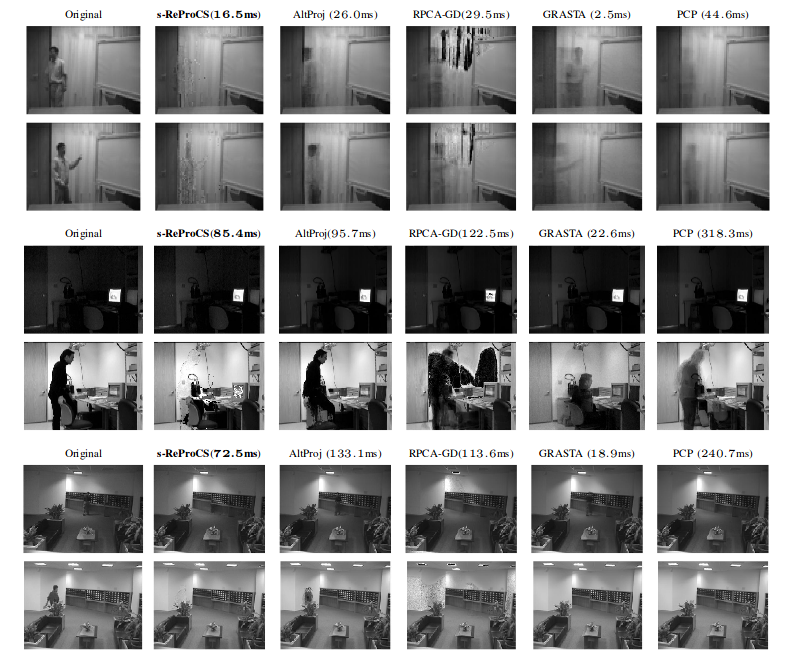 Original s-ReProCS(16.5ms) AltProj (26.0ms) RPCA-GD(29.5ms) GRASTA (2.5ms) PCP (44.6ms)
Original s-ReProCS(85.4ms) AltProj(95.7ms) RPCA-GD(122.5ms) GRASTA (22.6ms) PCP (318.3ms)
Original s-ReProCS(72.5ms) AltProj (133.1ms) RPCA-GD(113.6ms) GRASTA (18.9ms) PCP (240.7ms)